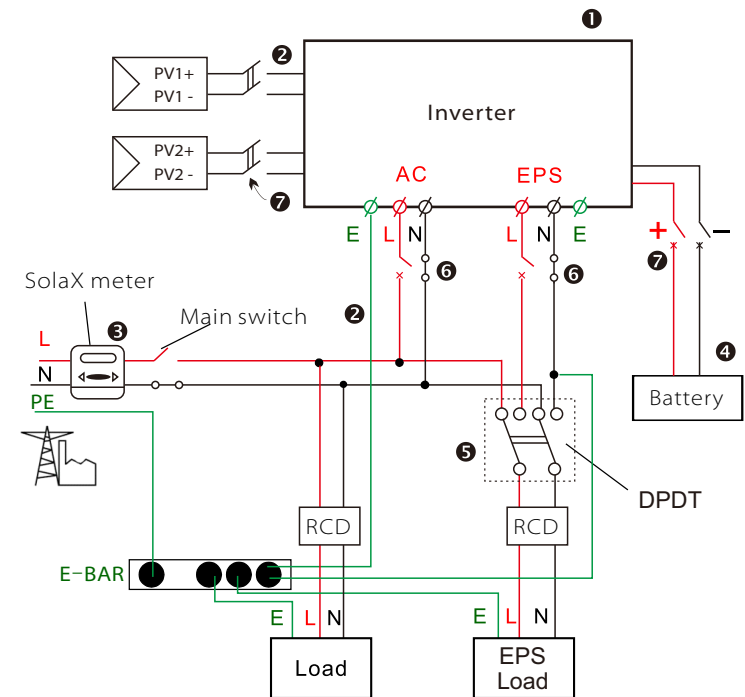 ❶
PV1+
PV1 -
❷
Inverter
PV2+
PV2 -
❼
AC
EPS
E L N
L N E
❻
❻
+ −
❼
SolaX meter
❸
Main switch
❷
L
N
PE
❹
Battery
❺
DPDT
RCD
RCD
E-BAR
E L N
E L N
Load
EPS
Load